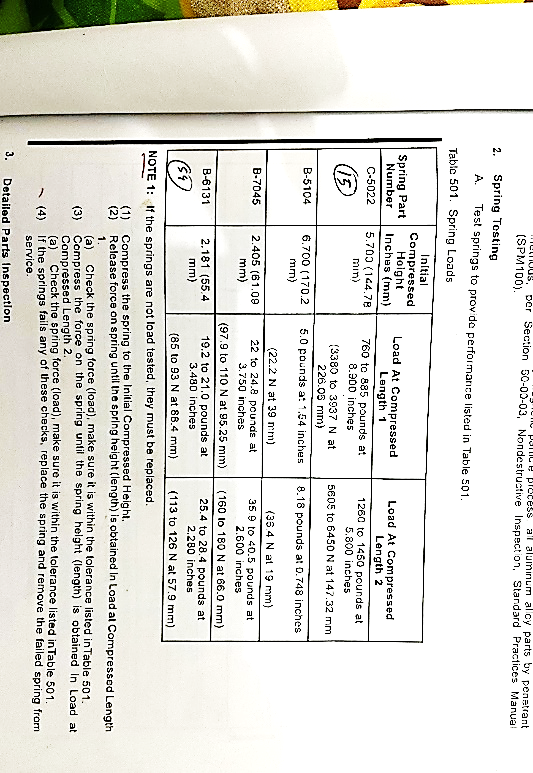 methods, per Section 60-00-03, Nondestructive Inspection, Standard Practices Manual
(SPM100).
2. Spring Testing
A. Test springs to provide performance listed in Table 501.
Table 501. Spring Loads
Spring Part Number | Initial Compressed Height Inches (mm) | Load At Compressed Length 1 | Load At Compressed Length 2
C-5022 | 5.700 (144.78 mm) | 760 to 885 pounds at 8.900 inches | 1260 to 1450 pounds at 5.800 inches
(3380 to 3937 N at 226.06 mm) | 5605 to 6450 N at 147.32 mm
(15)
B-5104 | 6.700 (170.2 mm) | 5.0 pounds at 1.54 inches | 8.18 pounds at 0.748 inches
(22.2 N at 39 mm) | (36.4 N at 19 mm)
B-7045 | 2.405 (61.09 mm) | 22 to 24.8 pounds at 3.750 inches | 35.9 to 40.5 pounds at 2.600 inches
(97.9 to 110 N at 95.25 mm) | (160 to 180 N at 66.0 mm)
B-6131 | 2.181 (55.4 mm) | 19.2 to 21.0 pounds at 3.480 inches | 25.4 to 28.4 pounds at 2.280 inches
(85 to 93 N at 88.4 mm) | (113 to 126 N at 57.9 mm)
NOTE 1: If the springs are not load tested, they must be replaced.
(1) Compress the spring to the Initial Compressed Height.
(2) Release force on spring until the spring height (length) is obtained in Load at Compressed Length
1.
(a) Check the spring force (load), make sure it is within the tolerance listed in Table 501.
(3) Compress the force on the spring until the spring height (length) is obtained in Load at
Compressed Length 2.
(a) Check the spring force (load), make sure it is within the tolerance listed in Table 501.
(4) If the springs fails any of these checks, replace the spring and remove the failed spring from
service.
3. Detailed Parts Inspection